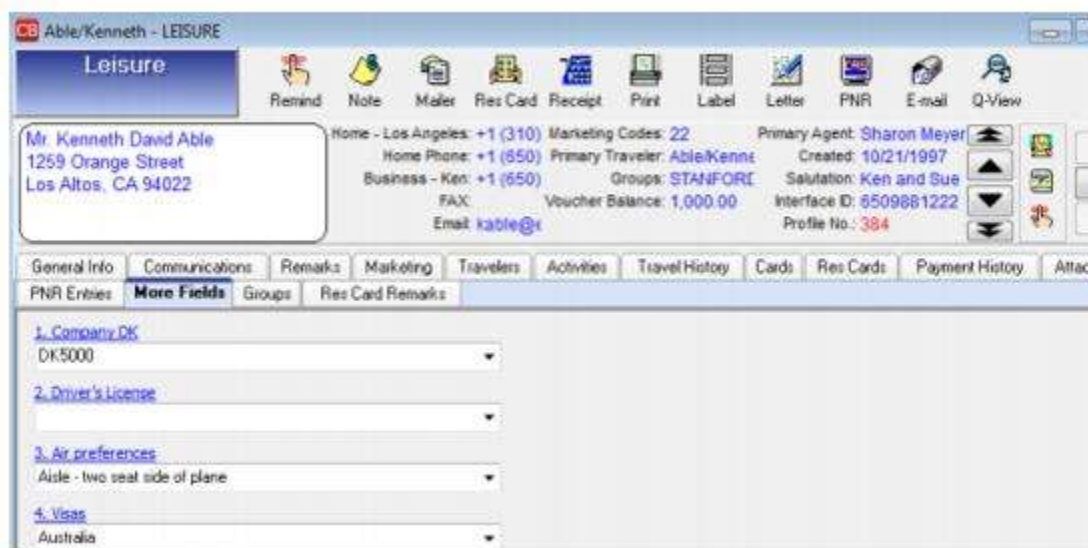 CB Able/Kenneth - LEISURE
Leisure
Remind Note Mailer Res Card Receipt Print Label Letter PNR E-mail Q-View
Mr. Kenneth David Able
1259 Orange Street
Los Altos, CA 94022
Home - Los Angeles: +1 (310)
Home Phone: +1 (650)
Business - Ken: +1 (650)
FAX:
Email: kable@
Marketing Codes: 22
Primary Traveler: Able/Kenne
Groups: STANFORD
Voucher Balance: 1,000.00
Primary Agent: Sharon Meyer
Created: 10/21/1997
Salutation: Ken and Sue
Interface ID: 6509881222
Profile No.: 384
General Info Communications Remarks Marketing Travelers Activities Travel History Cards Res Cards Payment History Attac
PNR Entries More Fields Groups Res Card Remarks
1. Company DK
DK5000
2. Driver's License
3. Air preferences
Aisle - two seat side of plane
4. Visas
Australia